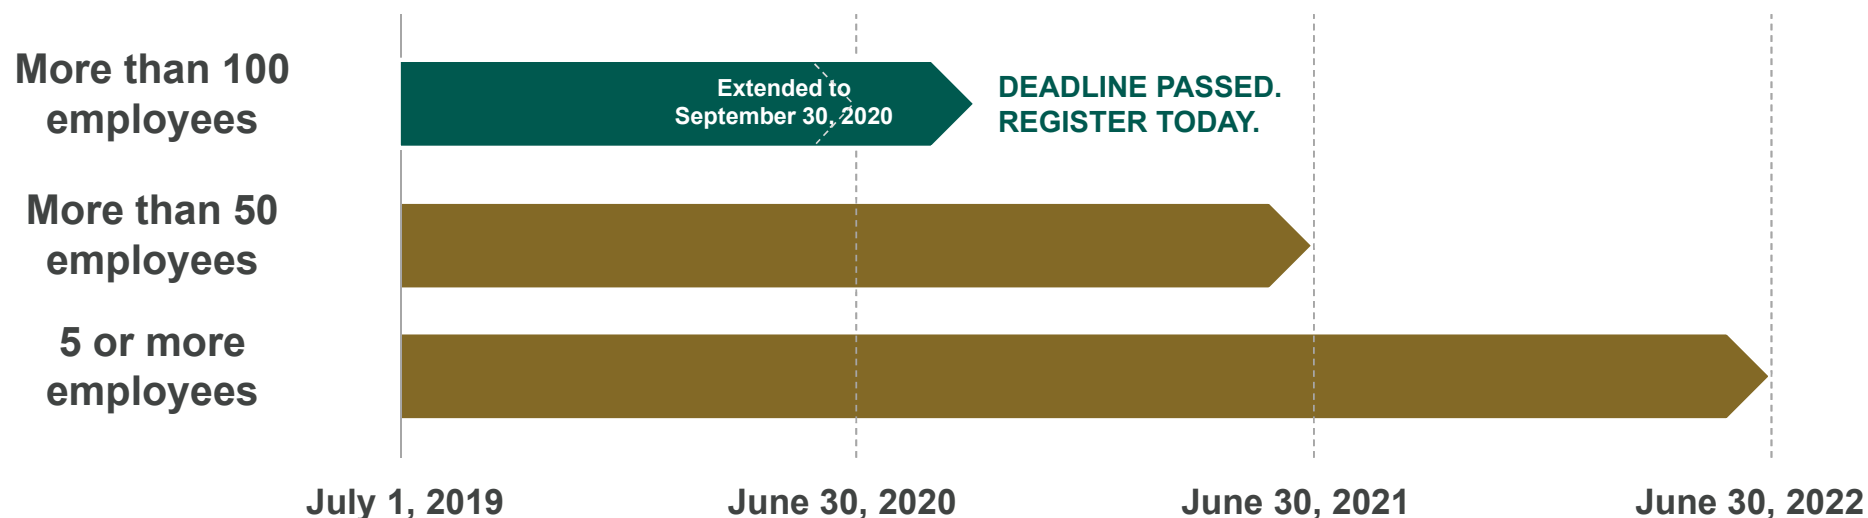 More than 100
employees
Extended to
September 30, 2020
DEADLINE PASSED.
REGISTER TODAY.
More than 50
employees
5 or more
employees
July 1, 2019
June 30, 2020
June 30, 2021
June 30, 2022